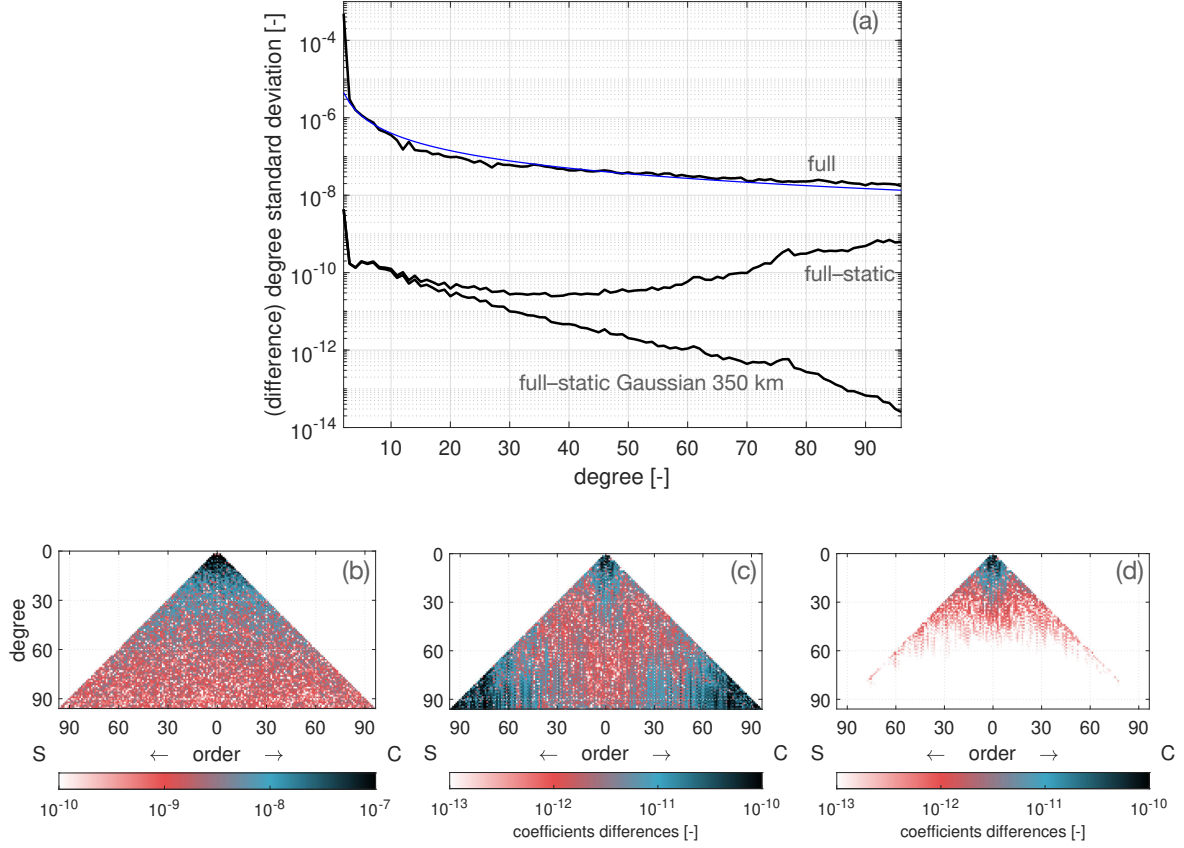 (a)
(difference) degree standard deviation [-]
10-4
10-6
10-8
10-10
10-12
10-14
full
full–static
full–static Gaussian 350 km
10 20 30 40 50 60 70 80 90
degree [-]
(b)
degree
0
30
60
90
90 60 30 0 30 60 90
S ← order → C
10-10 10-9 10-8 10-7
(c)
0
30
60
90
90 60 30 0 30 60 90
S ← order → C
10-13 10-12 10-11 10-10
coefficients differences [-]
(d)
0
30
60
90
90 60 30 0 30 60 90
S ← order → C
10-13 10-12 10-11 10-10
coefficients differences [-]